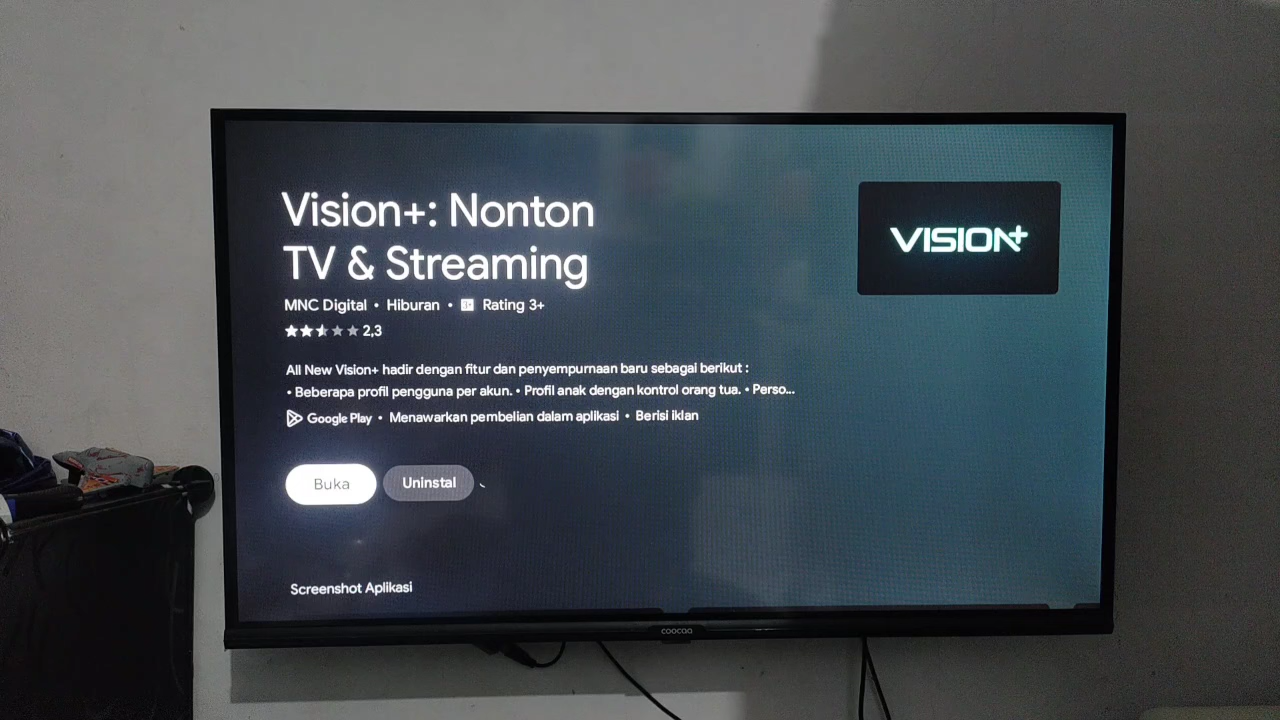 Vision+: Nonton
TV & Streaming
VISION+
MNC Digital • Hiburan • 3+ Rating 3+
2,3
All New Vision+ hadir dengan fitur dan penyempurnaan baru sebagai berikut :
• Beberapa profil pengguna per akun. • Profil anak dengan kontrol orang tua. • Perso...
Google Play • Menawarkan pembelian dalam aplikasi • Berisi iklan
Buka
Uninstal
Screenshot Aplikasi
coocaa